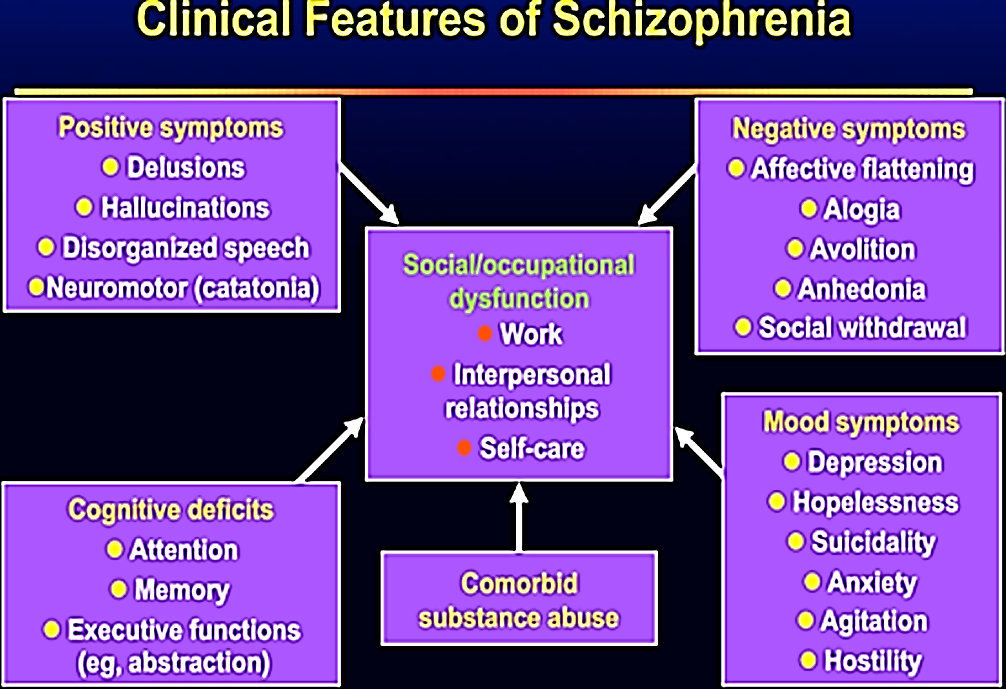 Clinical Features of Schizophrenia
Positive symptoms
Delusions
Hallucinations
Disorganized speech
Neuromotor (catatonia)
Negative symptoms
Affective flattening
Alogia
Avolition
Anhedonia
Social withdrawal
Social/occupational
dysfunction
Work
Interpersonal
relationships
Self-care
Cognitive deficits
Attention
Memory
Executive functions
(eg, abstraction)
Comorbid
substance abuse
Mood symptoms
Depression
Hopelessness
Suicidality
Anxiety
Agitation
Hostility